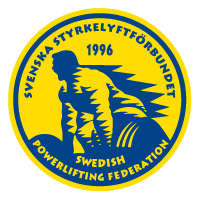 SVENSKA STYRKELYFTFÖRBUNDET
1996
SWEDISH
POWERLIFTING FEDERATION